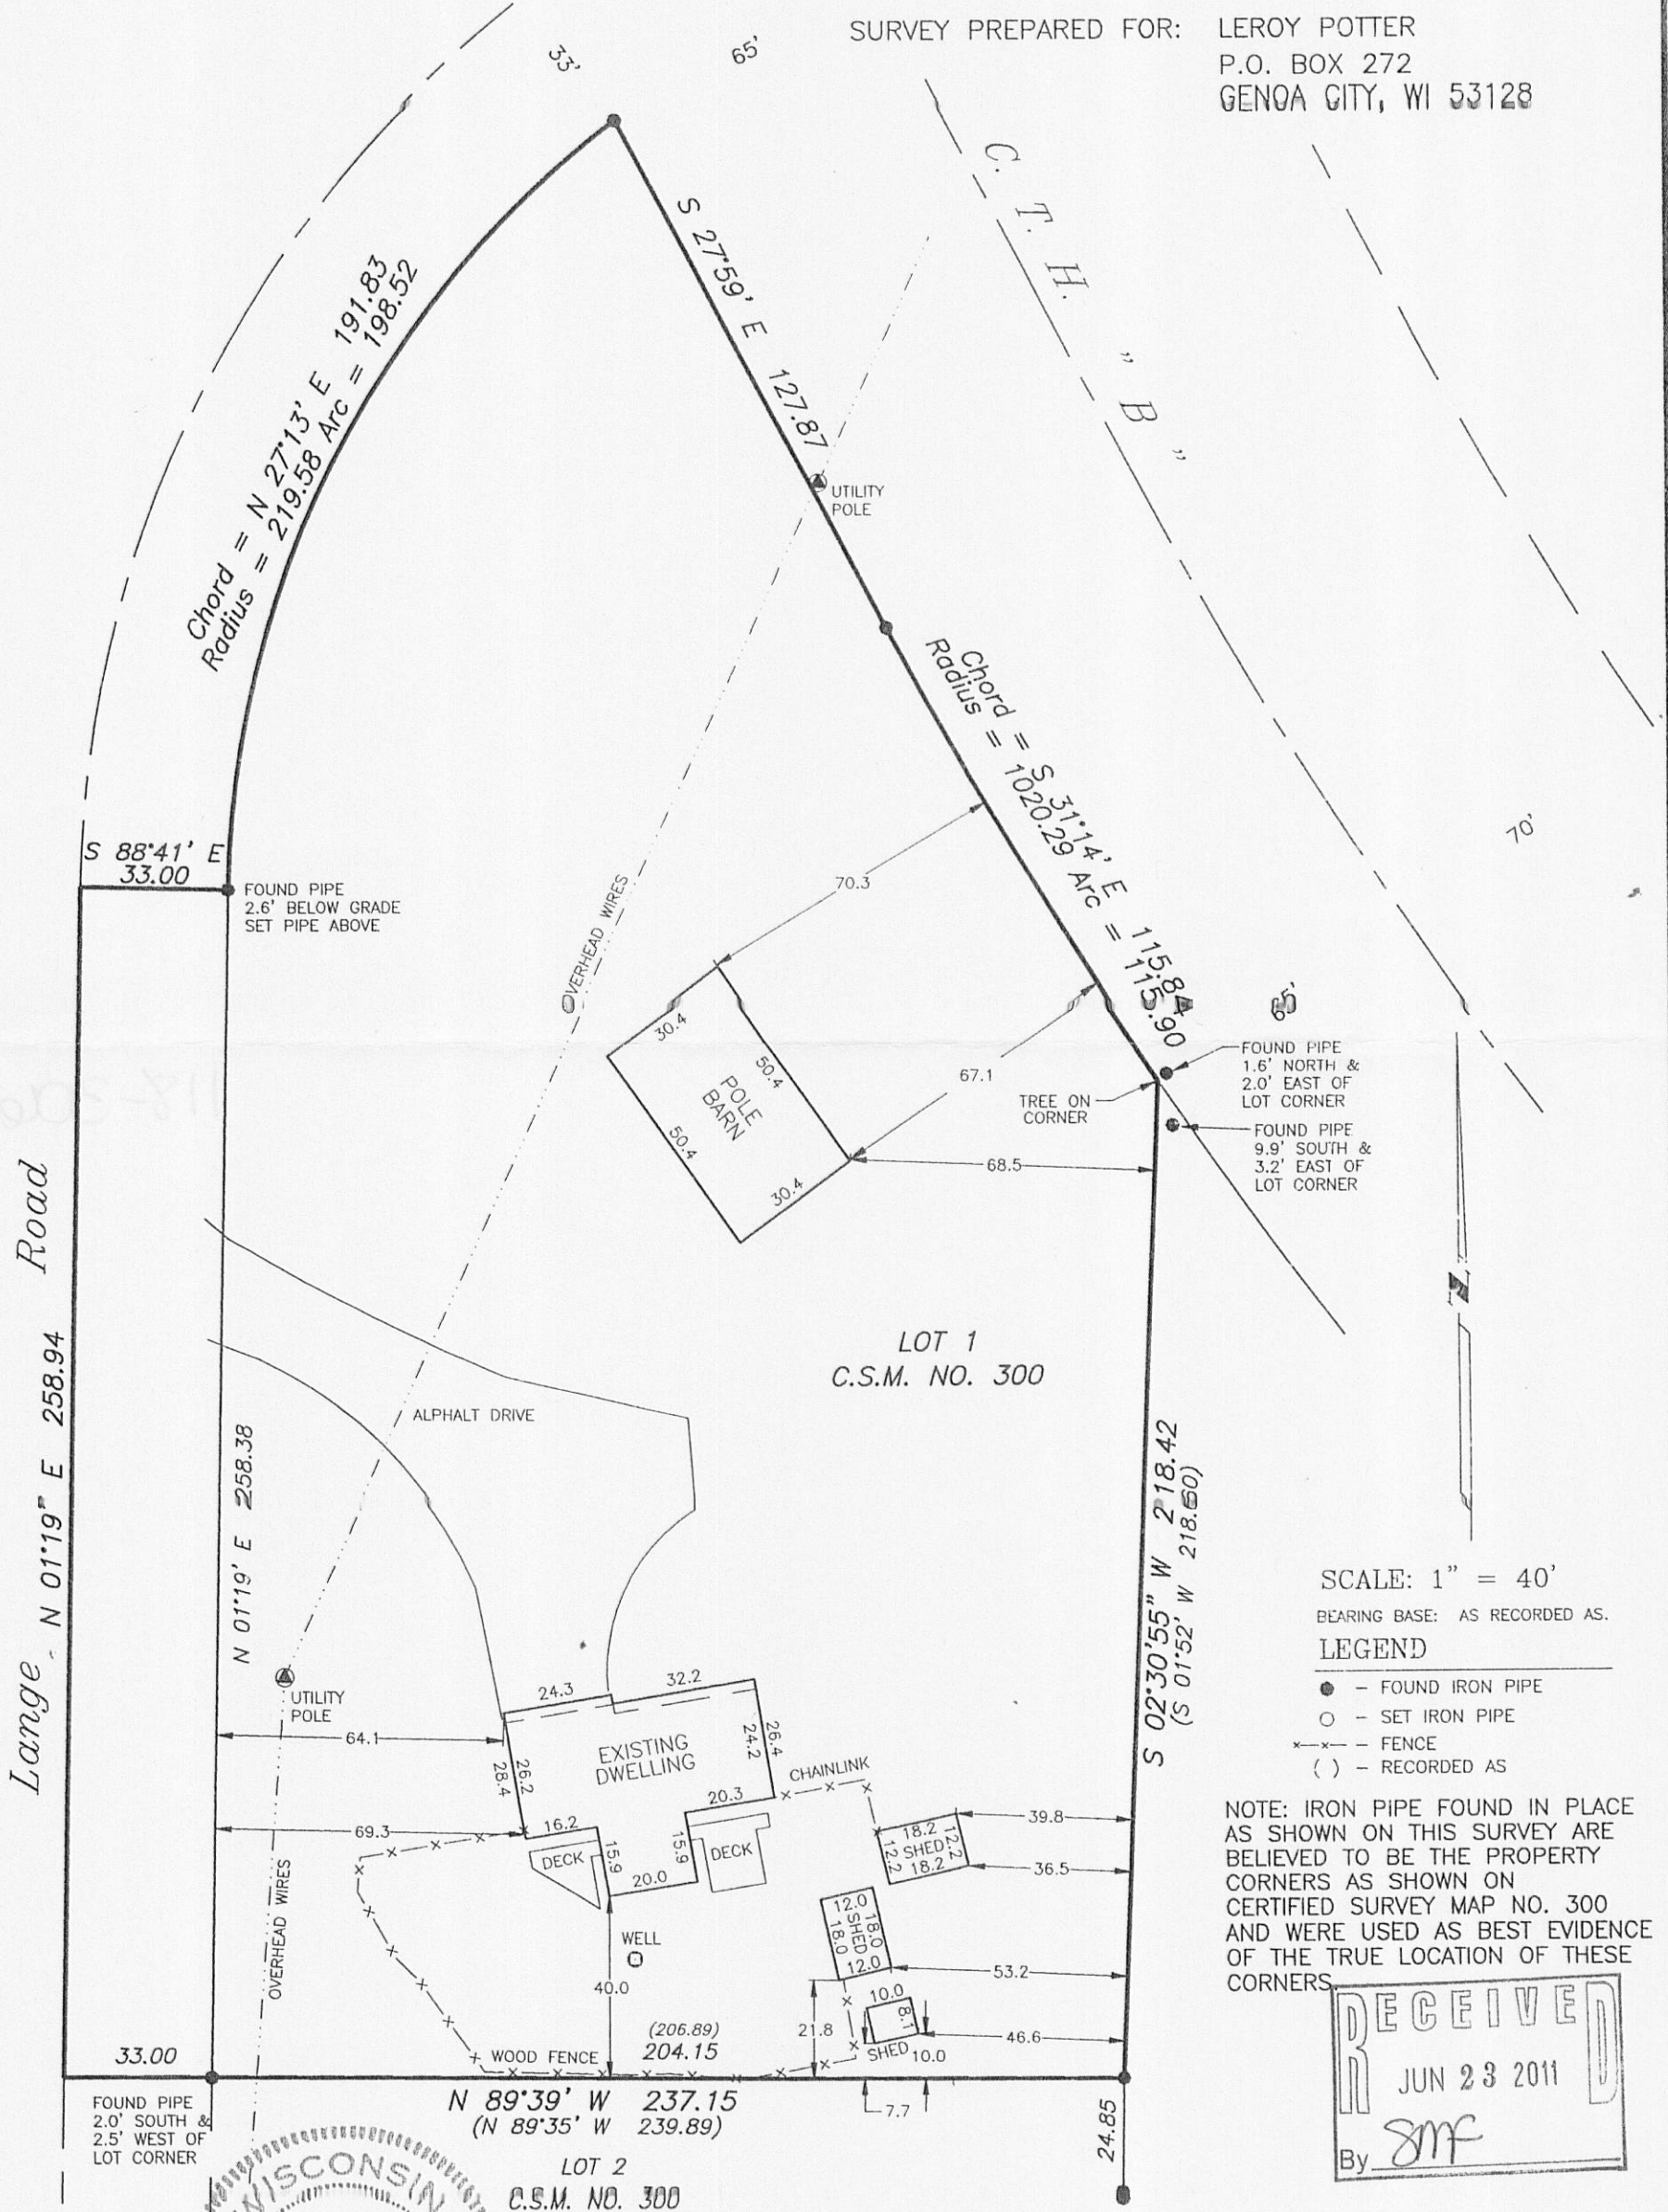 SURVEY PREPARED FOR: LEROY POTTER
P.O. BOX 272
GENOA CITY, WI 53128
33'
65'
C. T. H. " B "
S 27°59' E 127.87
Chord = N 27°13' E 191.83
Radius = 219.58 Arc = 198.52
UTILITY
POLE
Chord = S 31°14' E 115.84
Radius = 1020.29 Arc = 115.90
70'
S 88°41' E
33.00
FOUND PIPE
2.6' BELOW GRADE
SET PIPE ABOVE
OVERHEAD WIRES
70.3
65'
30.4
50.4
POLE
BARN
50.4
30.4
67.1
TREE ON
CORNER
68.5
FOUND PIPE
1.6' NORTH &
2.0' EAST OF
LOT CORNER
FOUND PIPE
9.9' SOUTH &
3.2' EAST OF
LOT CORNER
N
Lange Road
N 01°19" E 258.94
N 01°19' E 258.38
LOT 1
C.S.M. NO. 300
ALPHALT DRIVE
S 02°30'55" W 218.42
(S 01°52' W 218.60)
SCALE: 1" = 40'
BEARING BASE: AS RECORDED AS.
LEGEND
- FOUND IRON PIPE
- SET IRON PIPE
x—x— - FENCE
( ) - RECORDED AS
NOTE: IRON PIPE FOUND IN PLACE
AS SHOWN ON THIS SURVEY ARE
BELIEVED TO BE THE PROPERTY
CORNERS AS SHOWN ON
CERTIFIED SURVEY MAP NO. 300
AND WERE USED AS BEST EVIDENCE
OF THE TRUE LOCATION OF THESE
CORNERS.
UTILITY
POLE
64.1
24.3
32.2
EXISTING
DWELLING
28.4
26.2
24.2
26.4
20.3
CHAINLINK
69.3
16.2
DECK
15.9
20.0
15.9
DECK
18.2
SHED
18.2
12.2
12.2
39.8
36.5
OVERHEAD WIRES
WELL
40.0
12.0
18.0
SHED
18.0
12.0
53.2
10.0
8.1
SHED
10.0
46.6
21.8
7.7
33.00
WOOD FENCE
(206.89)
204.15
N 89°39' W 237.15
(N 89°35' W 239.89)
24.85
FOUND PIPE
2.0' SOUTH &
2.5' WEST OF
LOT CORNER
LOT 2
C.S.M. NO. 300
WISCONSIN
RECEIVED
JUN 23 2011
By SMF